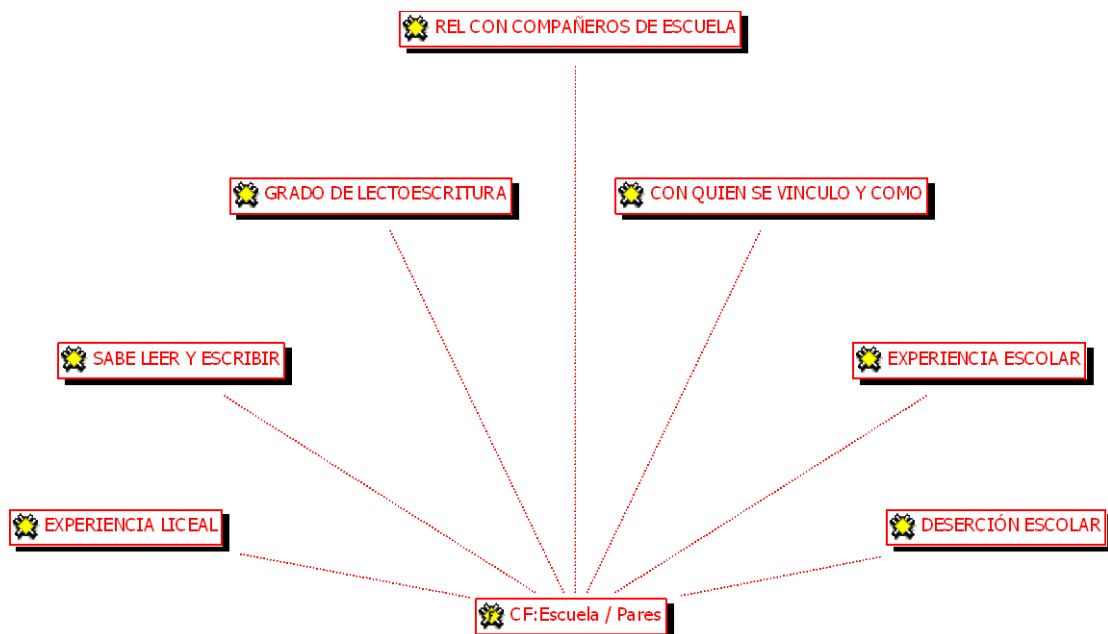 REL CON COMPAÑEROS DE ESCUELA
GRADO DE LECTOESCRITURA
CON QUIEN SE VINCULO Y COMO
SABE LEER Y ESCRIBIR
EXPERIENCIA ESCOLAR
EXPERIENCIA LICEAL
DESERCIÓN ESCOLAR
CF:Escuela / Pares